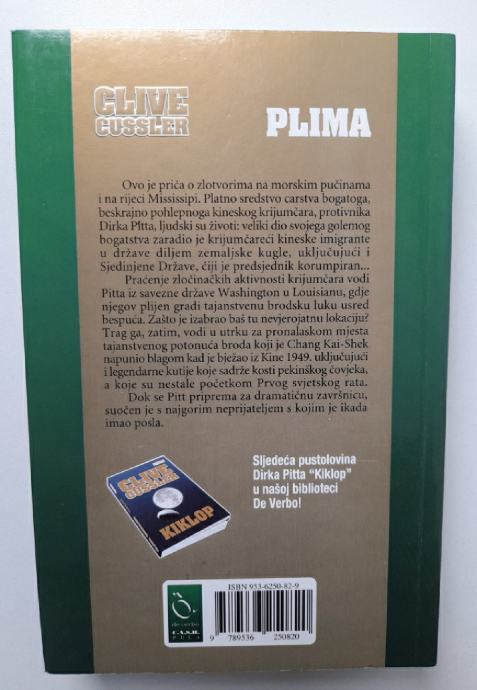 CLIVE
CUSSLER
PLIMA
Ovo je priča o zlotvorima na morskim pučinama
i na rijeci Mississipi. Platno sredstvo carstva bogatoga,
beskrajno pohlepnoga kineskog krijumčara, protivnika
Dirka PItta, ljudski su životi: veliki dio svojega golemog
bogatstva zaradio je krijumčareći kineske imigrante
u države diljem zemaljske kugle, uključujući i
Sjedinjene Države, čiji je predsjednik korumpiran...
Praćenje zločinačkih aktivnosti krijumčara vodi
Pitta iz savezne države Washington u Louisianu, gdje
njegov plijen gradi tajanstvenu brodsku luku usred
bespuća. Zašto je izabrao baš tu nevjerojatnu lokaciju?
Trag ga, zatim, vodi u utrku za pronalaskom mjesta
tajanstvenog potonuća broda koji je Chang Kai-Shek
napunio blagom kad je bježao iz Kine 1949. uključujući
i legendarne kutije koje sadrže kosti pekinškog čovjeka,
a koje su nestale početkom Prvog svjetskog rata.
Dok se Pitt priprema za dramatičnu završnicu,
suočen je s najgorim neprijateljem s kojim je ikada
imao posla.
CLIVE
CUSSLER
KIKLOP
Sljedeća pustolovina
Dirka Pitta "Kiklop"
u našoj biblioteci
De Verbo!
ISBN 953-6250-82-9
de verbo
C.A.S.H.
PULA
9 789536 250820